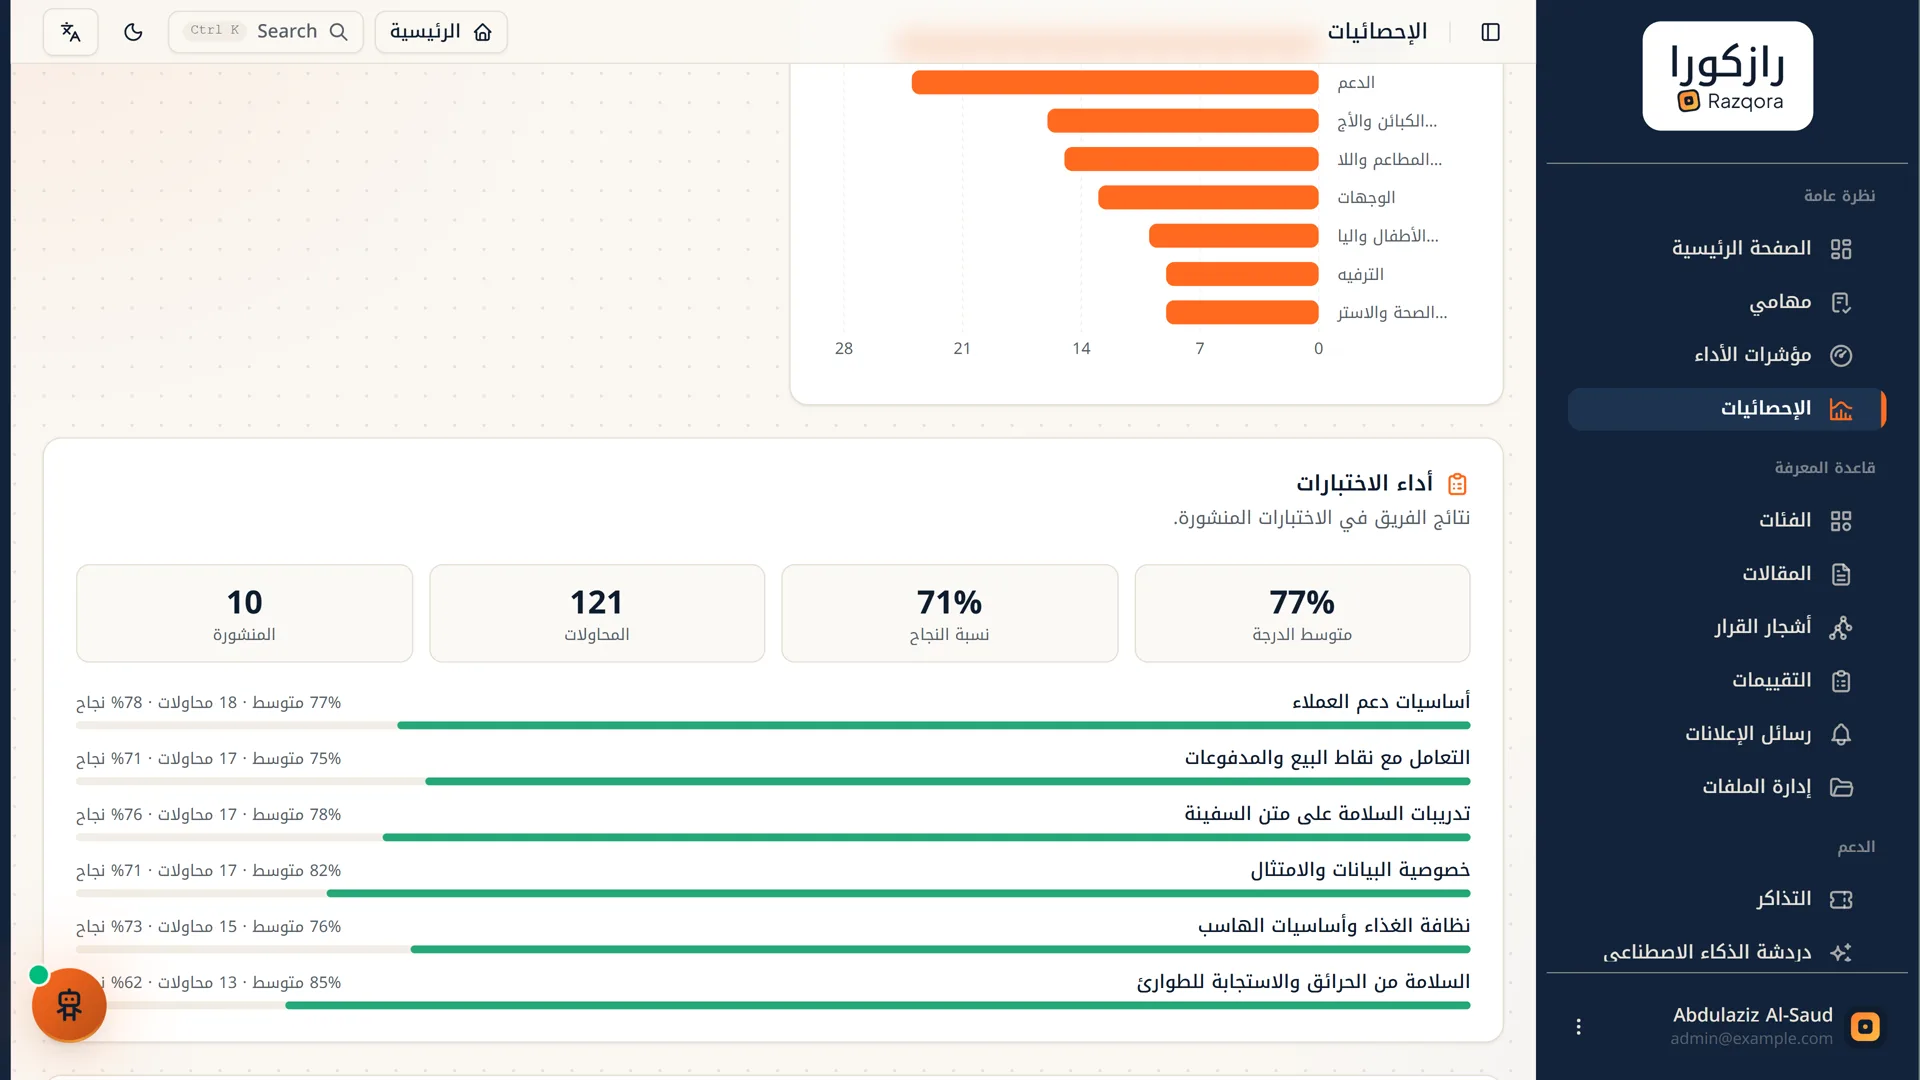 رازكورا
Razqora
نظرة عامة
الصفحة الرئيسية
مهامي
مؤشرات الأداء
الإحصائيات
قاعدة المعرفة
الفئات
المقالات
أشجار القرار
التقييمات
رسائل الإعلانات
إدارة الملفات
الدعم
التذاكر
دردشة الذكاء الاصطناعي
Abdulaziz Al-Saud
admin@example.com
الإحصائيات
الرئيسية
Search Ctrl K
الدعم
الكبائن والأج...
المطاعم واللا...
الوجهات
الأطفال واليا...
الترفيه
الصحة والاستر...
0 7 14 21 28
أداء الاختبارات
نتائج الفريق في الاختبارات المنشورة.
77%
متوسط الدرجة
71%
نسبة النجاح
121
المحاولات
10
المنشورة
أساسيات دعم العملاء
77% متوسط · 18 محاولات · 78% نجاح
التعامل مع نقاط البيع والمدفوعات
75% متوسط · 17 محاولات · 71% نجاح
تدريبات السلامة على متن السفينة
78% متوسط · 17 محاولات · 76% نجاح
خصوصية البيانات والامتثال
82% متوسط · 17 محاولات · 71% نجاح
نظافة الغذاء وأساسيات الهاسب
76% متوسط · 15 محاولات · 73% نجاح
السلامة من الحرائق والاستجابة للطوارئ
85% متوسط · 13 محاولات · 62%